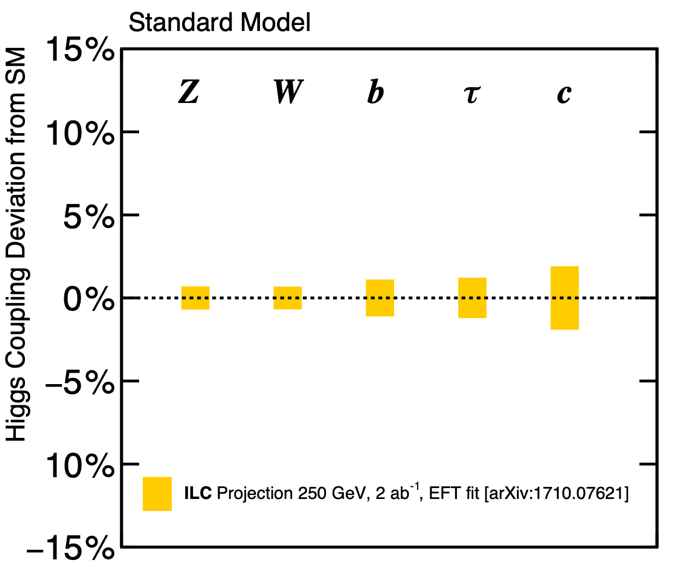 Standard Model
Higgs Coupling Deviation from SM
15%
Z W b τ c
10%
5%
0%
−5%
10%
ILC Projection 250 GeV, 2 ab⁻¹, EFT fit [arXiv:1710.07621]
−15%